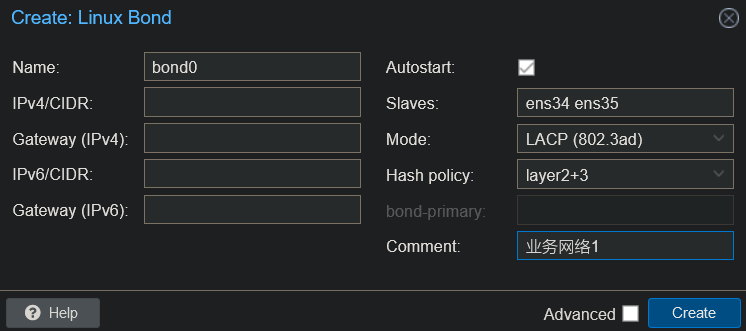 Create: Linux Bond
Name: bond0 Autostart:
IPv4/CIDR: Slaves: ens34 ens35
Gateway (IPv4): Mode: LACP (802.3ad)
IPv6/CIDR: Hash policy: layer2+3
Gateway (IPv6): bond-primary:
Comment: 业务网络1
Help Advanced Create